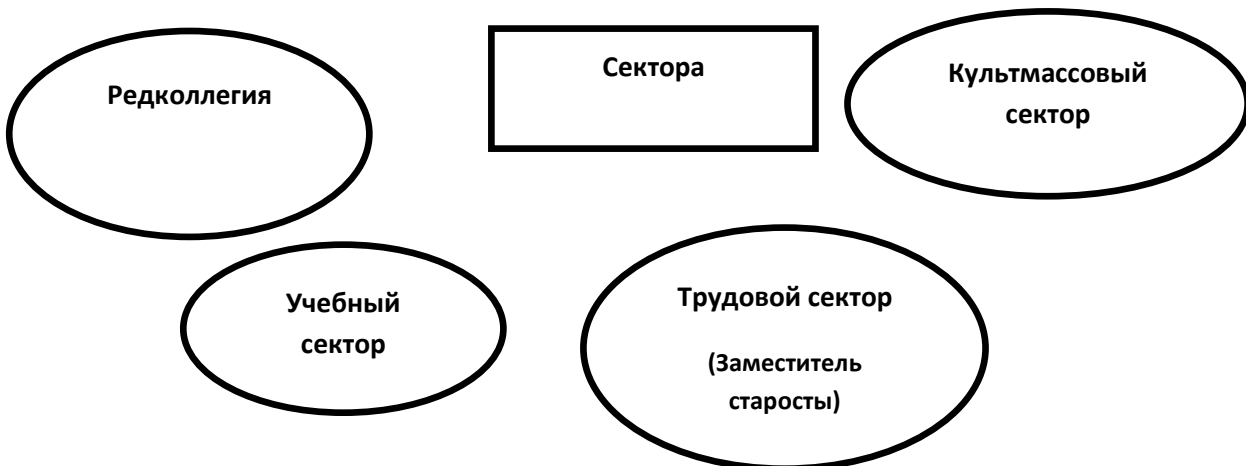 Редколлегия
Сектора
Культмассовый
сектор
Учебный
сектор
Трудовой сектор
(Заместитель
старосты)